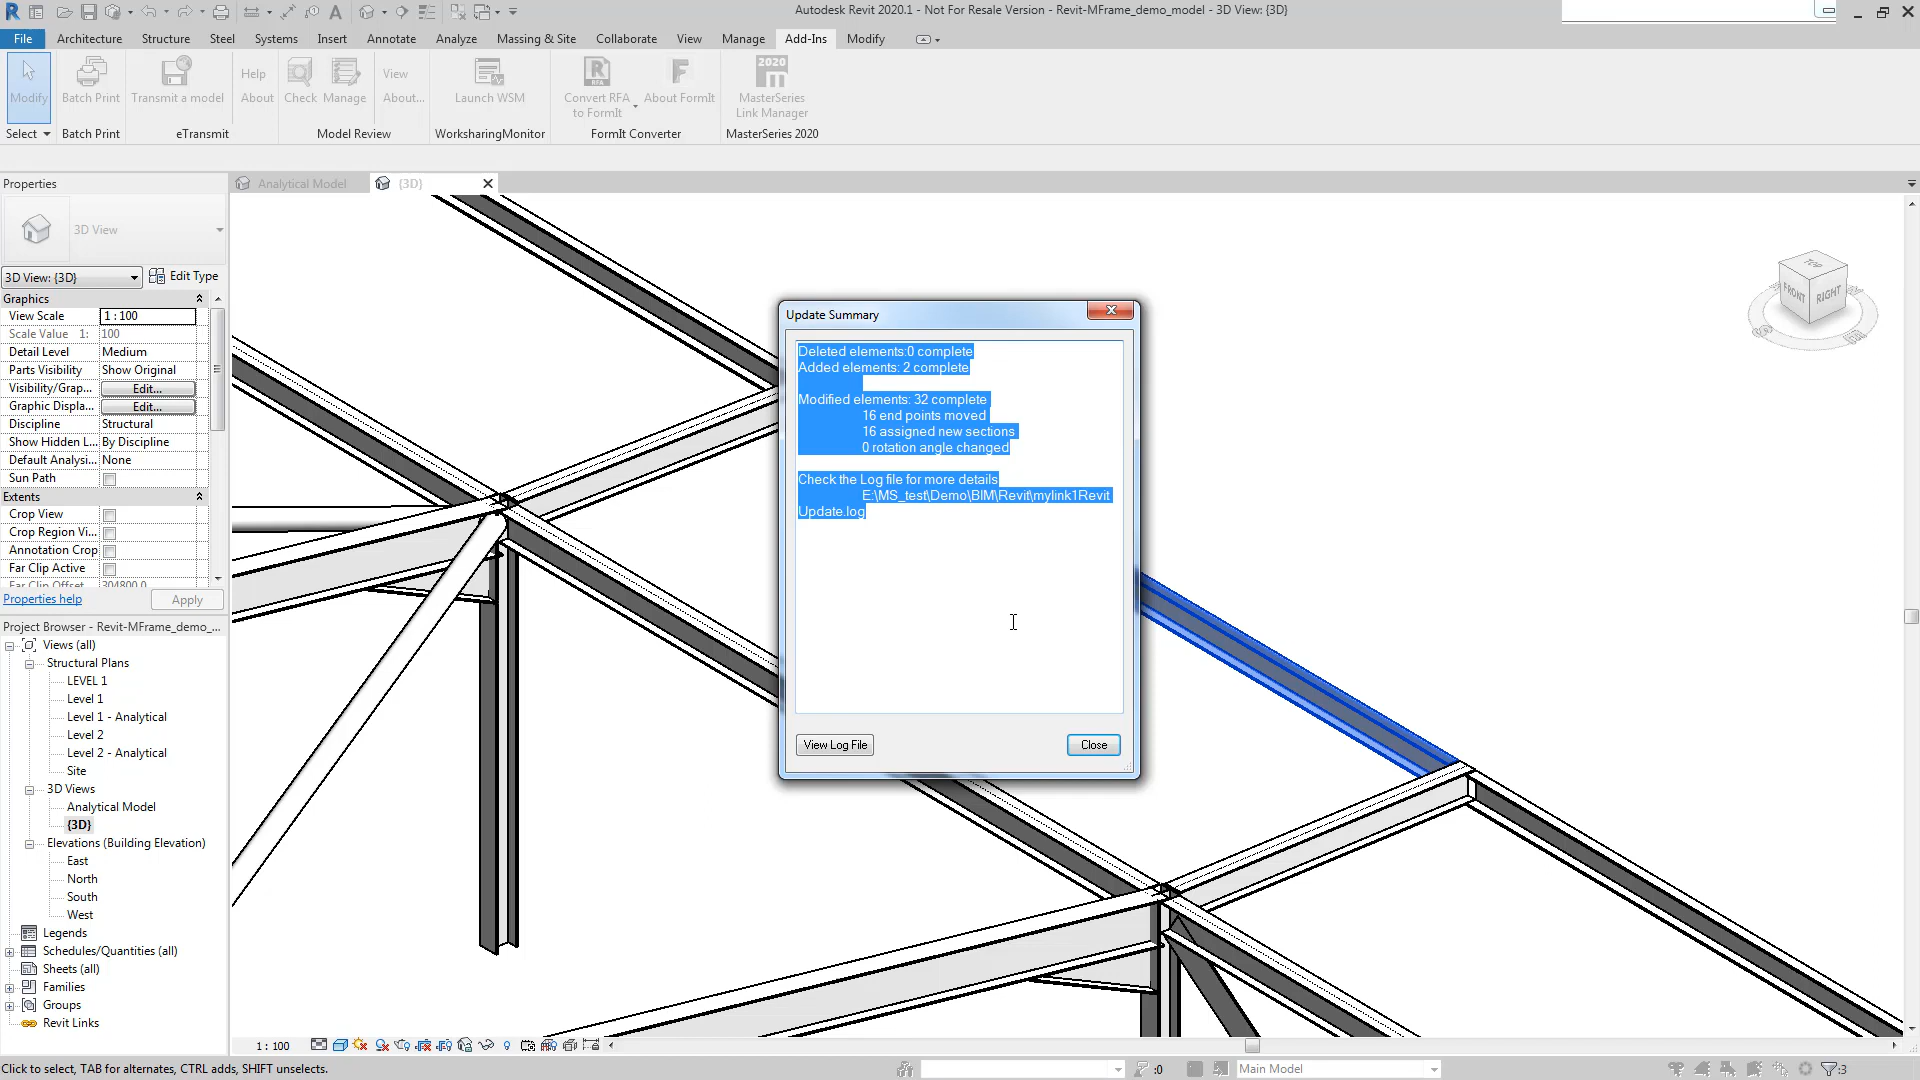 Autodesk Revit 2020.1 - Not For Resale Version - Revit-MFrame_demo_model - 3D View: {3D}
File Architecture Structure Steel Systems Insert Annotate Analyze Massing & Site Collaborate View Manage Add-Ins Modify
Modify
Select
Batch Print
Batch Print
Transmit a model
eTransmit
Help
About
Check Manage
Model Review
View
About...
Launch WSM
WorksharingMonitor
Convert RFA
to FormIt
About FormIt
FormIt Converter
2020
MasterSeries
Link Manager
MasterSeries 2020
Properties
3D View
3D View: {3D}
Edit Type
Graphics
View Scale 1 : 100
Scale Value 1: 100
Detail Level Medium
Parts Visibility Show Original
Visibility/Grap... Edit...
Graphic Displa... Edit...
Discipline Structural
Show Hidden L... By Discipline
Default Analysi... None
Sun Path
Extents
Crop View
Crop Region Vi...
Annotation Crop
Far Clip Active
Far Clip Offset 304800.0
Properties help
Apply
Project Browser - Revit-MFrame_demo_...
Views (all)
Structural Plans
LEVEL 1
Level 1
Level 1 - Analytical
Level 2
Level 2 - Analytical
Site
3D Views
Analytical Model
{3D}
Elevations (Building Elevation)
East
North
South
West
Legends
Schedules/Quantities (all)
Sheets (all)
Families
Groups
Revit Links
Analytical Model
{3D}
TOP
FRONT
RIGHT
Update Summary
Deleted elements:0 complete
Added elements: 2 complete
Modified elements: 32 complete
16 end points moved
16 assigned new sections
0 rotation angle changed
Check the Log file for more details
E:\MS_test\Demo\BIM\Revit\mylink1Revit
Update.log
View Log File
Close
1 : 100
Click to select, TAB for alternates, CTRL adds, SHIFT unselects.
:0
Main Model
:3